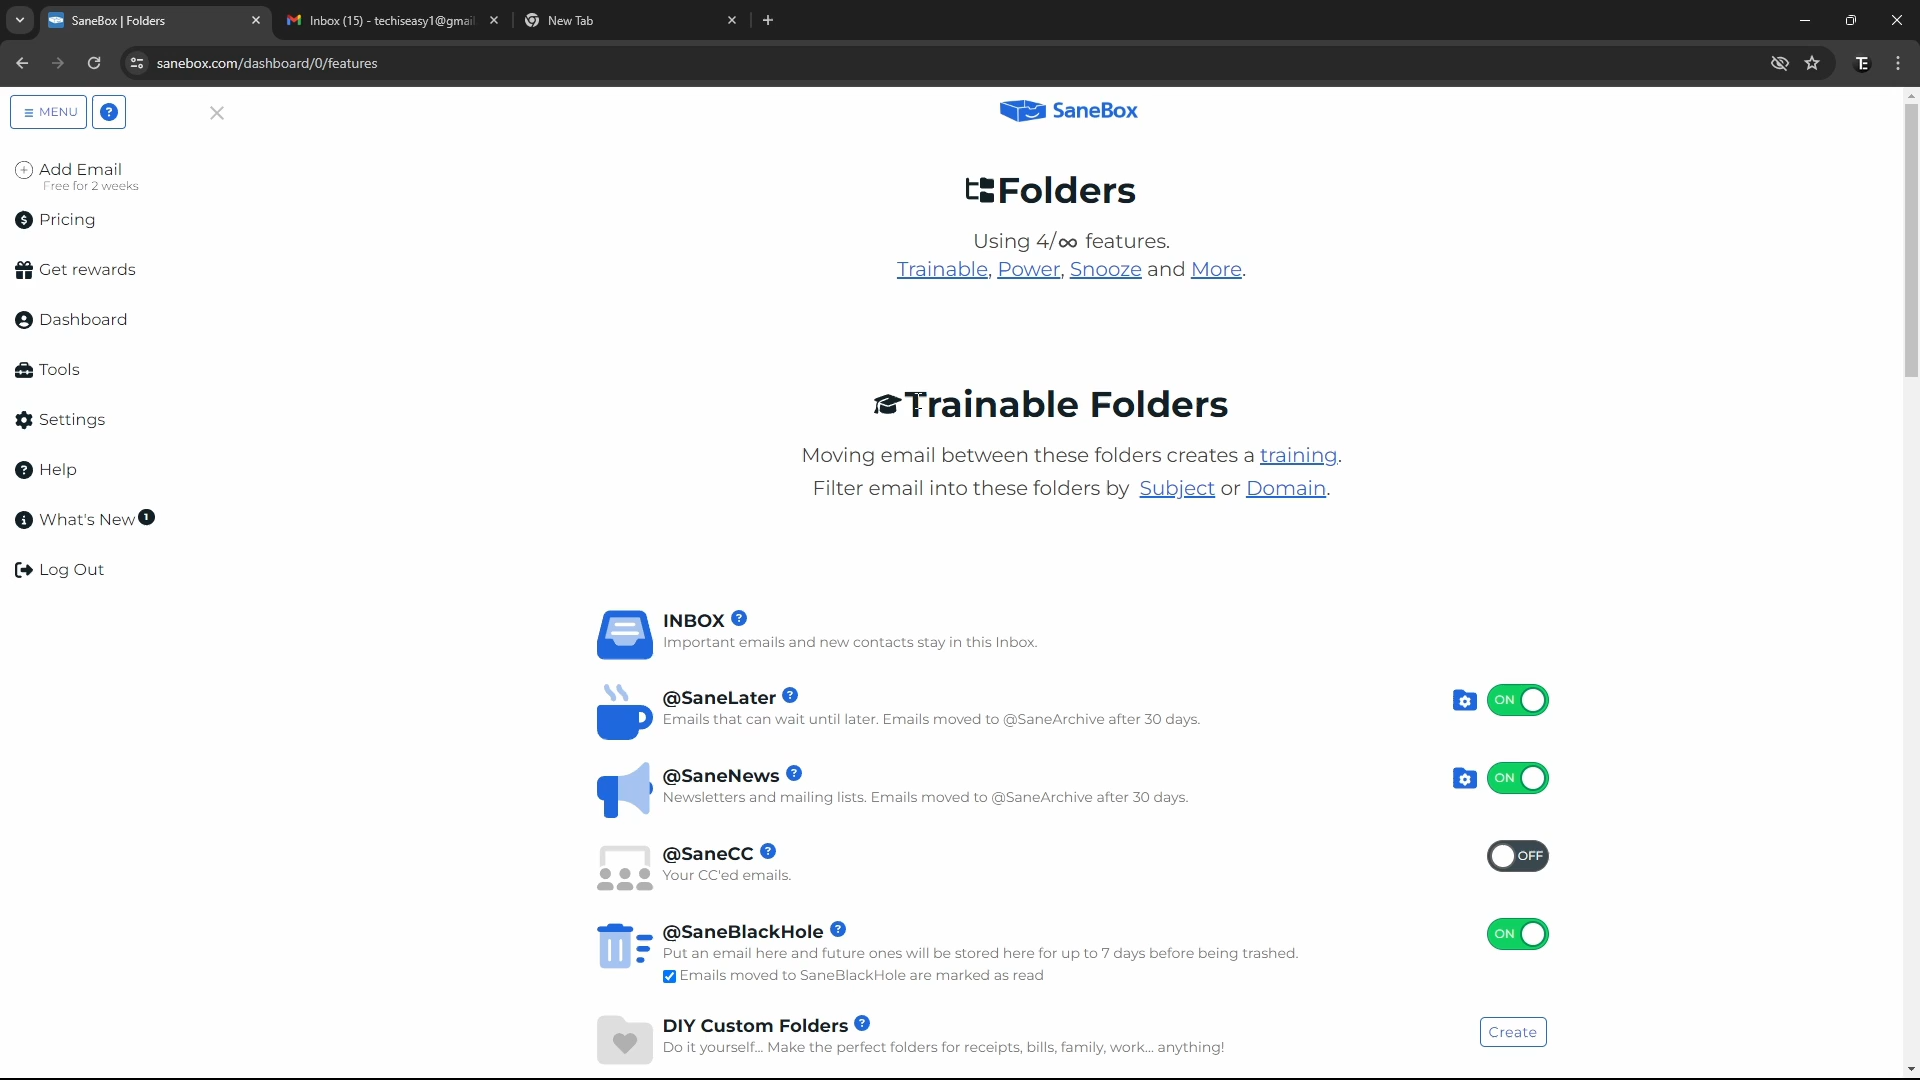 SaneBox | Folders
Inbox (15) - techiseasy1@gmai
New Tab
sanebox.com/dashboard/0/features
TE
MENU ?
SaneBox
Add Email
Free for 2 weeks
Pricing
Get rewards
Dashboard
Tools
Settings
Help
What's New 1
Log Out
Folders
Using 4/∞ features.
Trainable, Power, Snooze and More.
Trainable Folders
Moving email between these folders creates a training.
Filter email into these folders by Subject or Domain.
INBOX ?
Important emails and new contacts stay in this Inbox.
@SaneLater ?
Emails that can wait until later. Emails moved to @SaneArchive after 30 days.
ON
@SaneNews ?
Newsletters and mailing lists. Emails moved to @SaneArchive after 30 days.
ON
@SaneCC ?
Your CC'ed emails.
OFF
@SaneBlackHole ?
Put an email here and future ones will be stored here for up to 7 days before being trashed.
Emails moved to SaneBlackHole are marked as read
ON
DIY Custom Folders ?
Do it yourself... Make the perfect folders for receipts, bills, family, work... anything!
Create